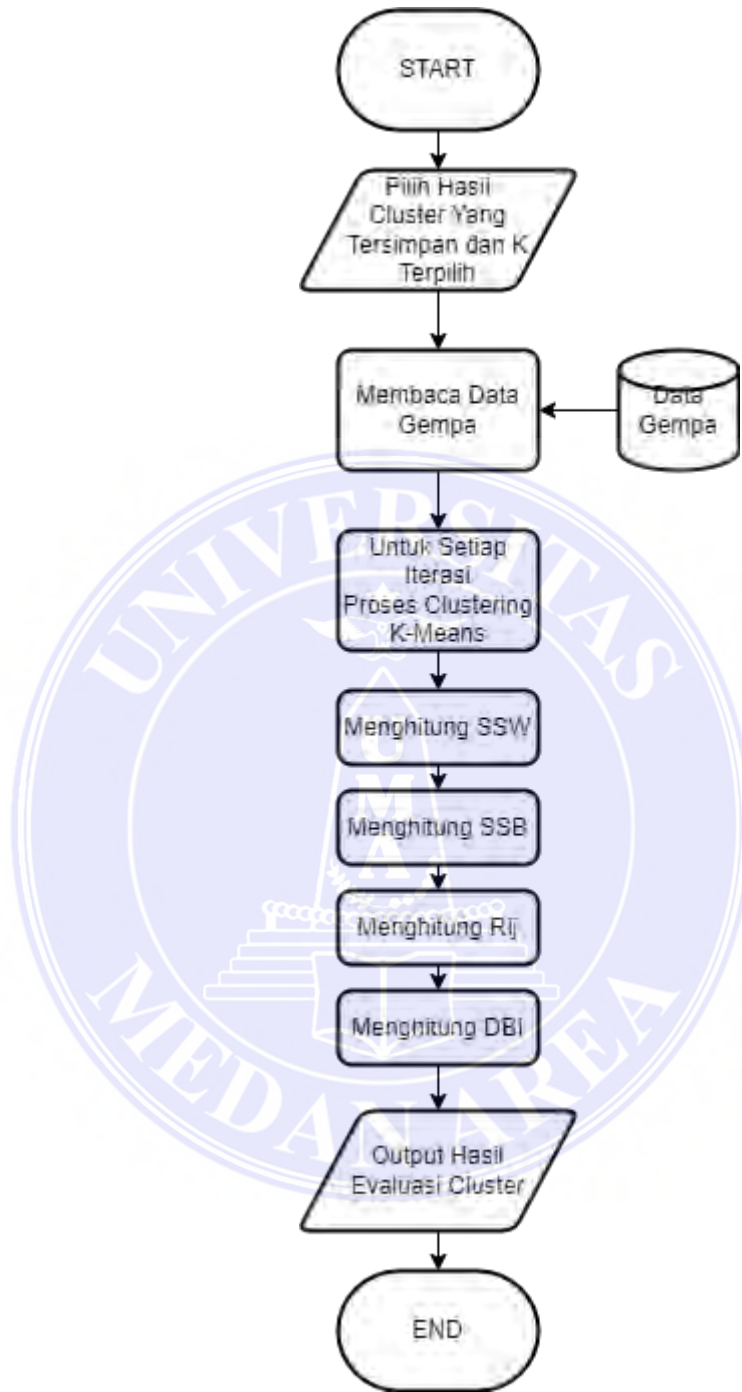 START
Pilih Hasil
Cluster Yang
Tersimpan dan K
Terpilih
Membaca Data
Gempa
Data
Gempa
Untuk Setiap
Iterasi
Proses Clustering
K-Means
Menghitung SSW
Menghitung SSB
Menghitung Rij
Menghitung DBI
Output Hasil
Evaluasi Cluster
END
UNIVERSITAS
UMA
MEDAN AREA